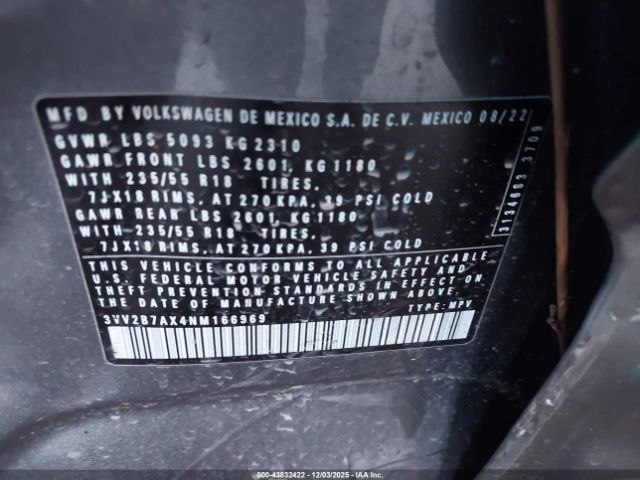 MFD BY VOLKSWAGEN DE MEXICO S.A. DE C.V. MEXICO 08/22
GVWR LBS 5093 KG 2310
GAWR FRONT LBS 2601, KG 1180
WITH 235/55 R18 TIRES,
7JX18 RIMS, AT 270 KPA, 39 PSI COLD
GAWR REAR LBS 2601, KG 1180
WITH 235/55 R18 TIRES,
7JX18 RIMS, AT 270 KPA, 39 PSI COLD
THIS VEHICLE CONFORMS TO ALL APPLICABLE
U.S. FEDERAL MOTOR VEHICLE SAFETY AND
THEFT PREVENTION STANDARDS IN EFFECT ON
THE DATE OF MANUFACTURE SHOWN ABOVE.
3VV2B7AX4NM166969 TYPE: MPV
3134663 3709
© IAA
000-43832422 - 12/03/2025 - IAAI.COM